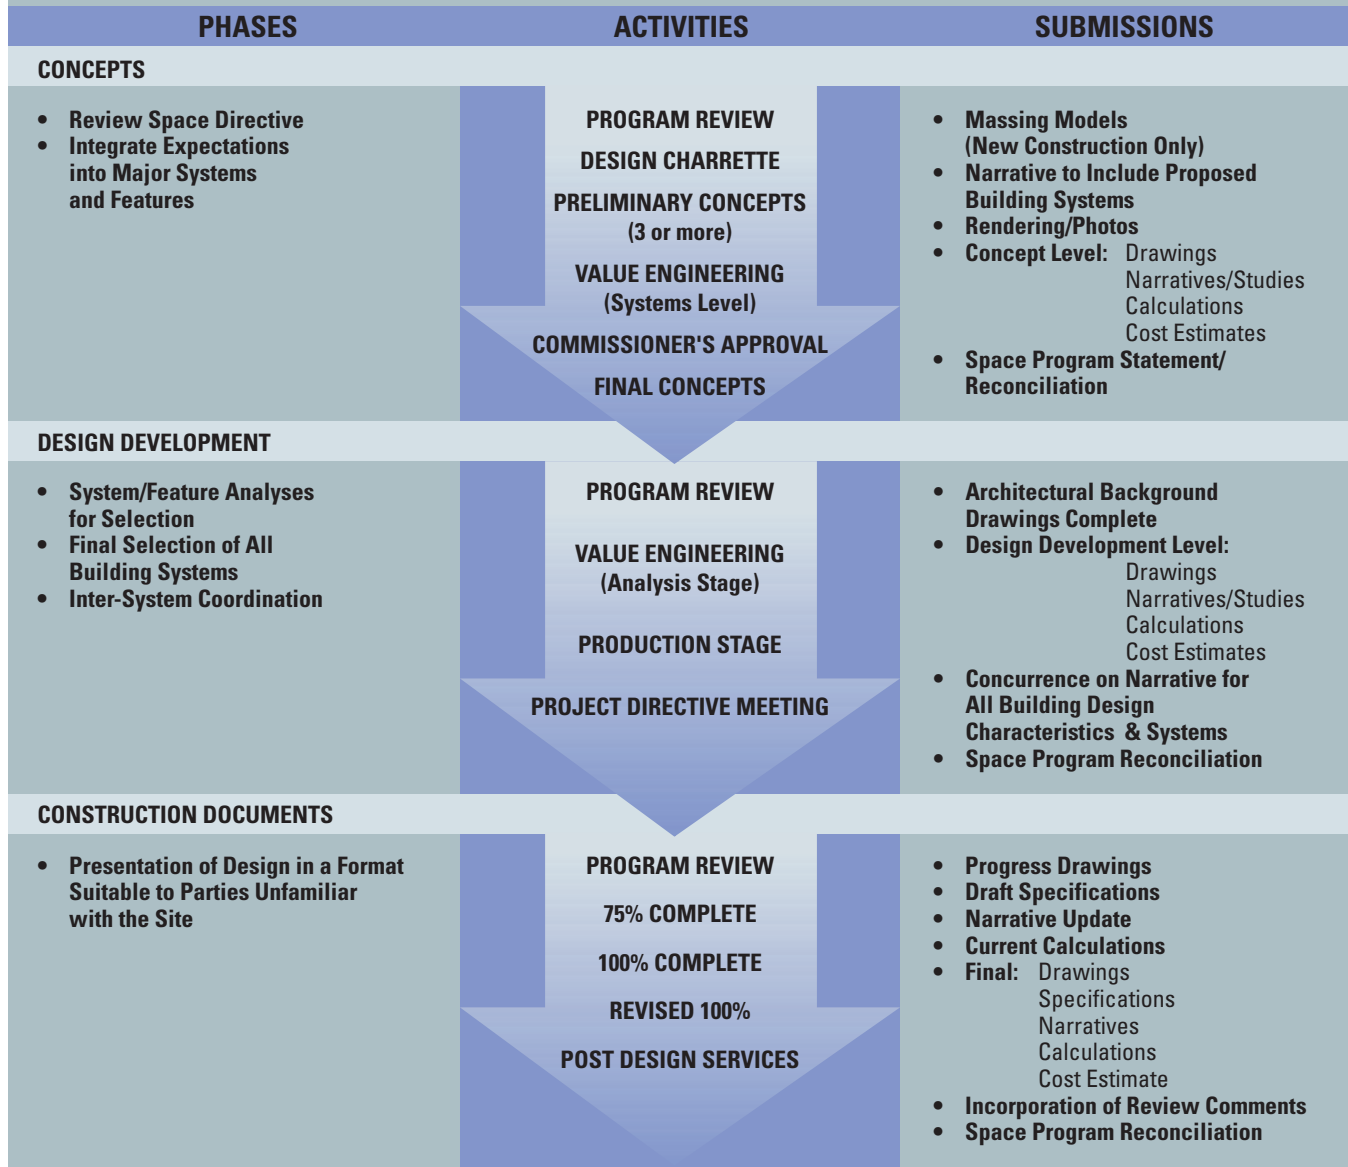 PHASES
ACTIVITIES
SUBMISSIONS
CONCEPTS
• Review Space Directive
• Integrate Expectations
into Major Systems
and Features
PROGRAM REVIEW
DESIGN CHARRETTE
PRELIMINARY CONCEPTS
(3 or more)
VALUE ENGINEERING
(Systems Level)
COMMISSIONER'S APPROVAL
FINAL CONCEPTS
• Massing Models
(New Construction Only)
• Narrative to Include Proposed
Building Systems
• Rendering/Photos
• Concept Level: Drawings
Narratives/Studies
Calculations
Cost Estimates
• Space Program Statement/
Reconciliation
DESIGN DEVELOPMENT
• System/Feature Analyses
for Selection
• Final Selection of All
Building Systems
• Inter-System Coordination
PROGRAM REVIEW
VALUE ENGINEERING
(Analysis Stage)
PRODUCTION STAGE
PROJECT DIRECTIVE MEETING
• Architectural Background
Drawings Complete
• Design Development Level:
Drawings
Narratives/Studies
Calculations
Cost Estimates
• Concurrence on Narrative for
All Building Design
Characteristics & Systems
• Space Program Reconciliation
CONSTRUCTION DOCUMENTS
• Presentation of Design in a Format
Suitable to Parties Unfamiliar
with the Site
PROGRAM REVIEW
75% COMPLETE
100% COMPLETE
REVISED 100%
POST DESIGN SERVICES
• Progress Drawings
• Draft Specifications
• Narrative Update
• Current Calculations
• Final: Drawings
Specifications
Narratives
Calculations
Cost Estimate
• Incorporation of Review Comments
• Space Program Reconciliation